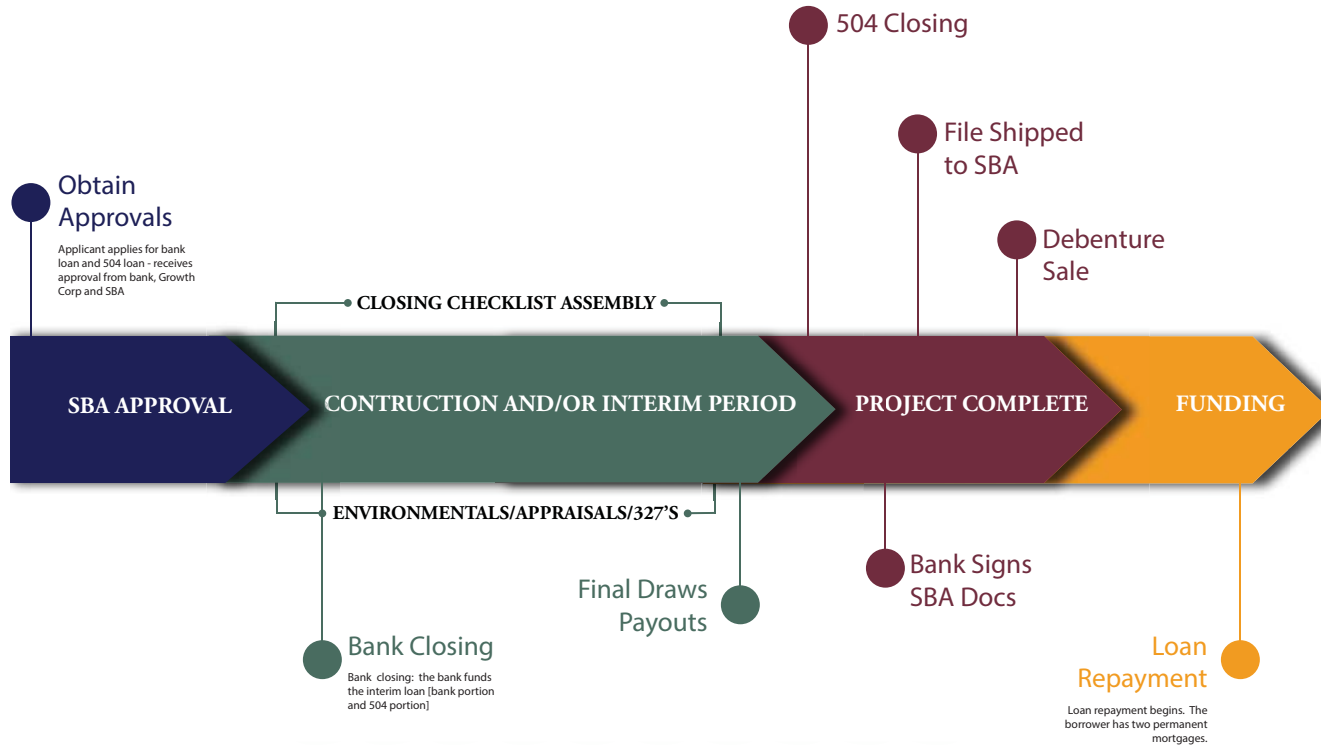 504 Closing
File Shipped
to SBA
Obtain
Approvals
Applicant applies for bank
loan and 504 loan - receives
approval from bank, Growth
Corp and SBA
Debenture
Sale
CLOSING CHECKLIST ASSEMBLY
SBA APPROVAL
CONTRUCTION AND/OR INTERIM PERIOD
PROJECT COMPLETE
FUNDING
ENVIRONMENTALS/APPRAISALS/327'S
Bank Signs
SBA Docs
Final Draws
Payouts
Bank Closing
Bank closing: the bank funds
the interim loan [bank portion
and 504 portion]
Loan
Repayment
Loan repayment begins. The
borrower has two permanent
mortgages.